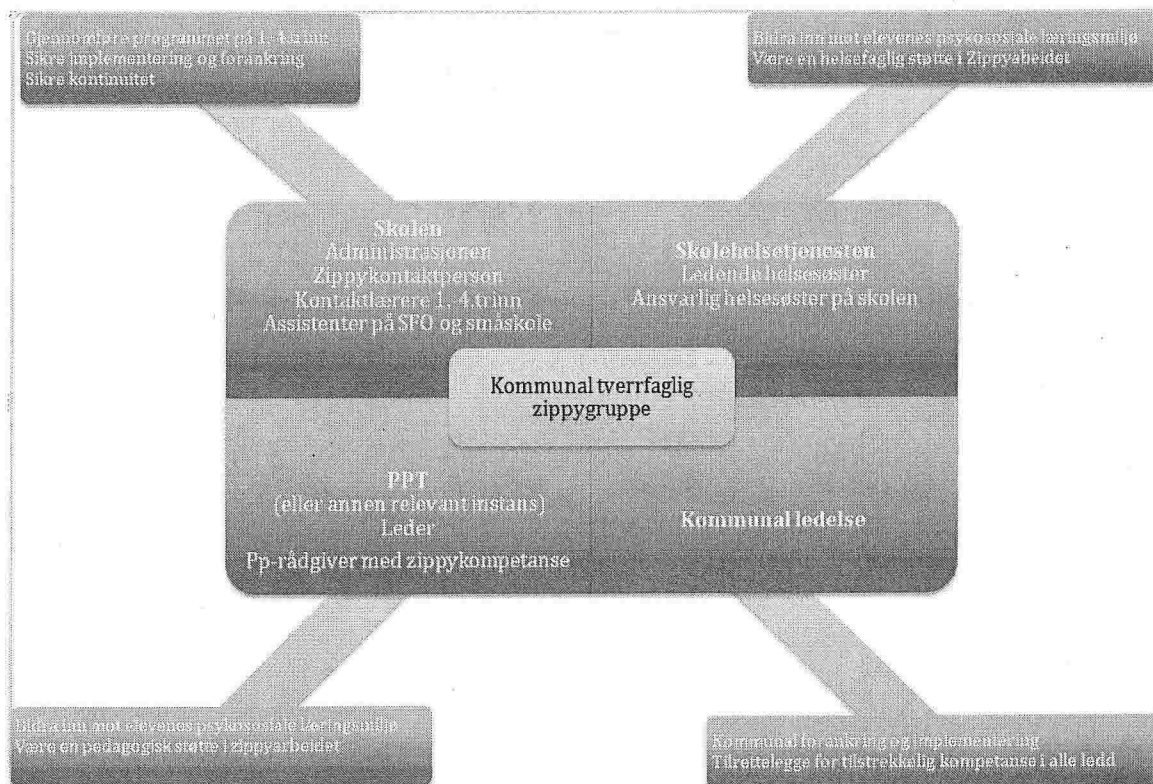 Gjennomføre programmet på 1.-4.trinn
Sikre implementering og forankring
Sikre kontinuitet
Bidra inn mot elevenes psykososiale læringsmiljø
Være en helsefaglig støtte i Zippyabeidet
Skolen
Administrasjonen
Zippykontaktperson
Kontaktlærere 1.-4.trinn
Assistenter på SFO og småskole
Skolehelsetjenesten
Ledende helsesøster
Ansvarlig helsesøster på skolen
Kommunal tverrfaglig
zippygruppe
PPT
(eller annen relevant instans)
Leder
Pp-rådgiver med zippykompetanse
Kommunal ledelse
Bidra inn mot elevenes psykososiale læringsmiljø
Være en pedagogisk støtte i zippyarbeidet
Kommunal forankring og implementering
Tilrettelegge for tilstrekkelig kompetanse i alle ledd